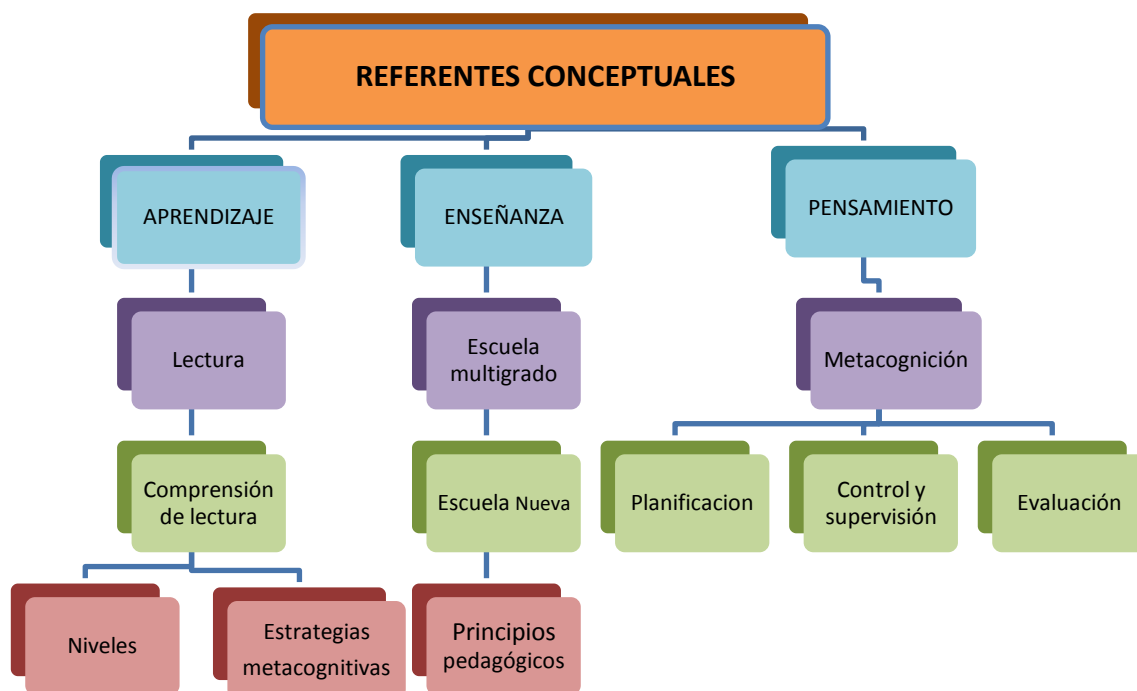 REFERENTES CONCEPTUALES
APRENDIZAJE
ENSEÑANZA
PENSAMIENTO
Lectura
Escuela
multigrado
Metacognición
Comprensión
de lectura
Escuela Nueva
Planificacion
Control y
supervisión
Evaluación
Niveles
Estrategias
metacognitivas
Principios
pedagógicos